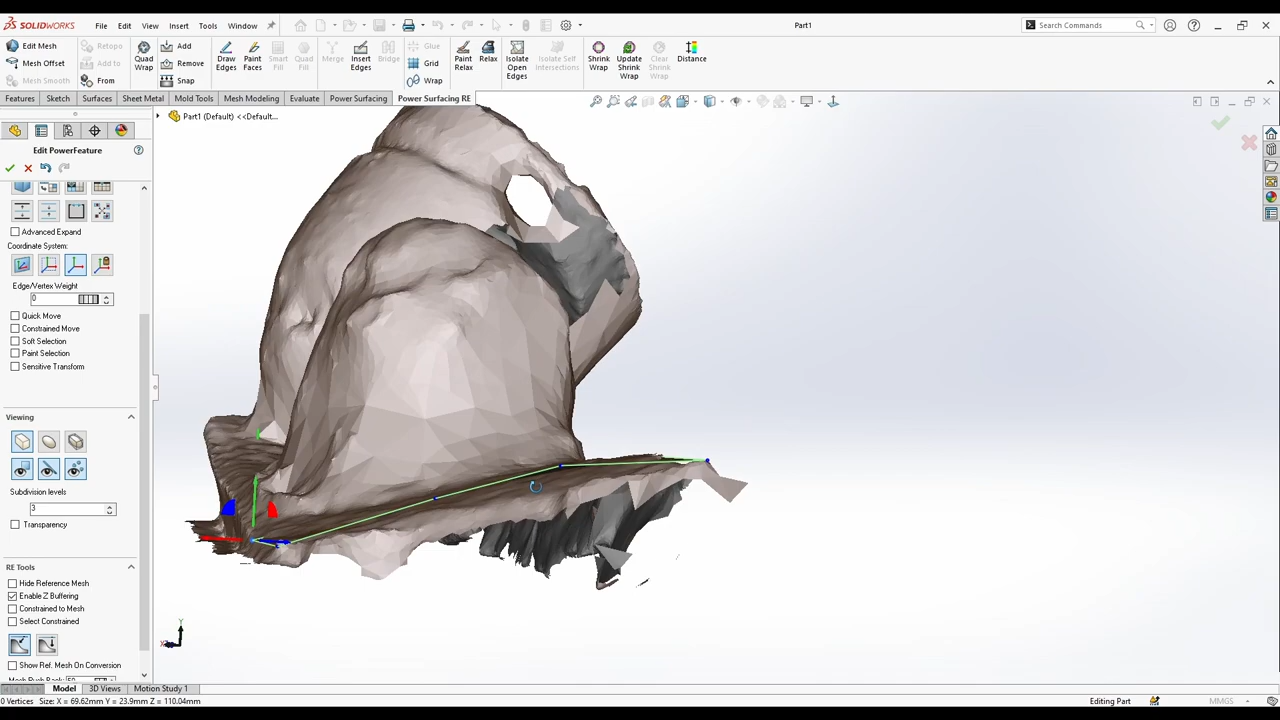 SOLIDWORKS File Edit View Insert Tools Window Part1 Search Commands
Edit Mesh Retopo Add Glue
Mesh Offset Add to Quad Wrap Remove Draw Edges Paint Faces Smart Fill Merge Insert Edges Bridge Grid Paint Relax Relax Isolate Open Edges Isolate Self Intersections Shrink Wrap Update Shrink Wrap Clear Shrink Wrap Distance
Mesh Smooth From Snap Wrap
Features Sketch Surfaces Sheet Metal Mold Tools Mesh Modeling Evaluate Power Surfacing Power Surfacing RE
Part1 (Default) <<Default...
Edit PowerFeature
Advanced Expand
Coordinate System:
Edge/Vertex Weight
0
Quick Move
Constrained Move
Soft Selection
Paint Selection
Sensitive Transform
Viewing
Subdivision levels
3
Transparency
RE Tools
Hide Reference Mesh
Enable Z Buffering
Constrained to Mesh
Select Constrained
Y
Show Ref. Mesh On Conversion
Model 3D Views Motion Study 1
0 Vertices Size: X = 69.62mm Y = 23.9mm Z = 110.04mm Editing Part MMGS